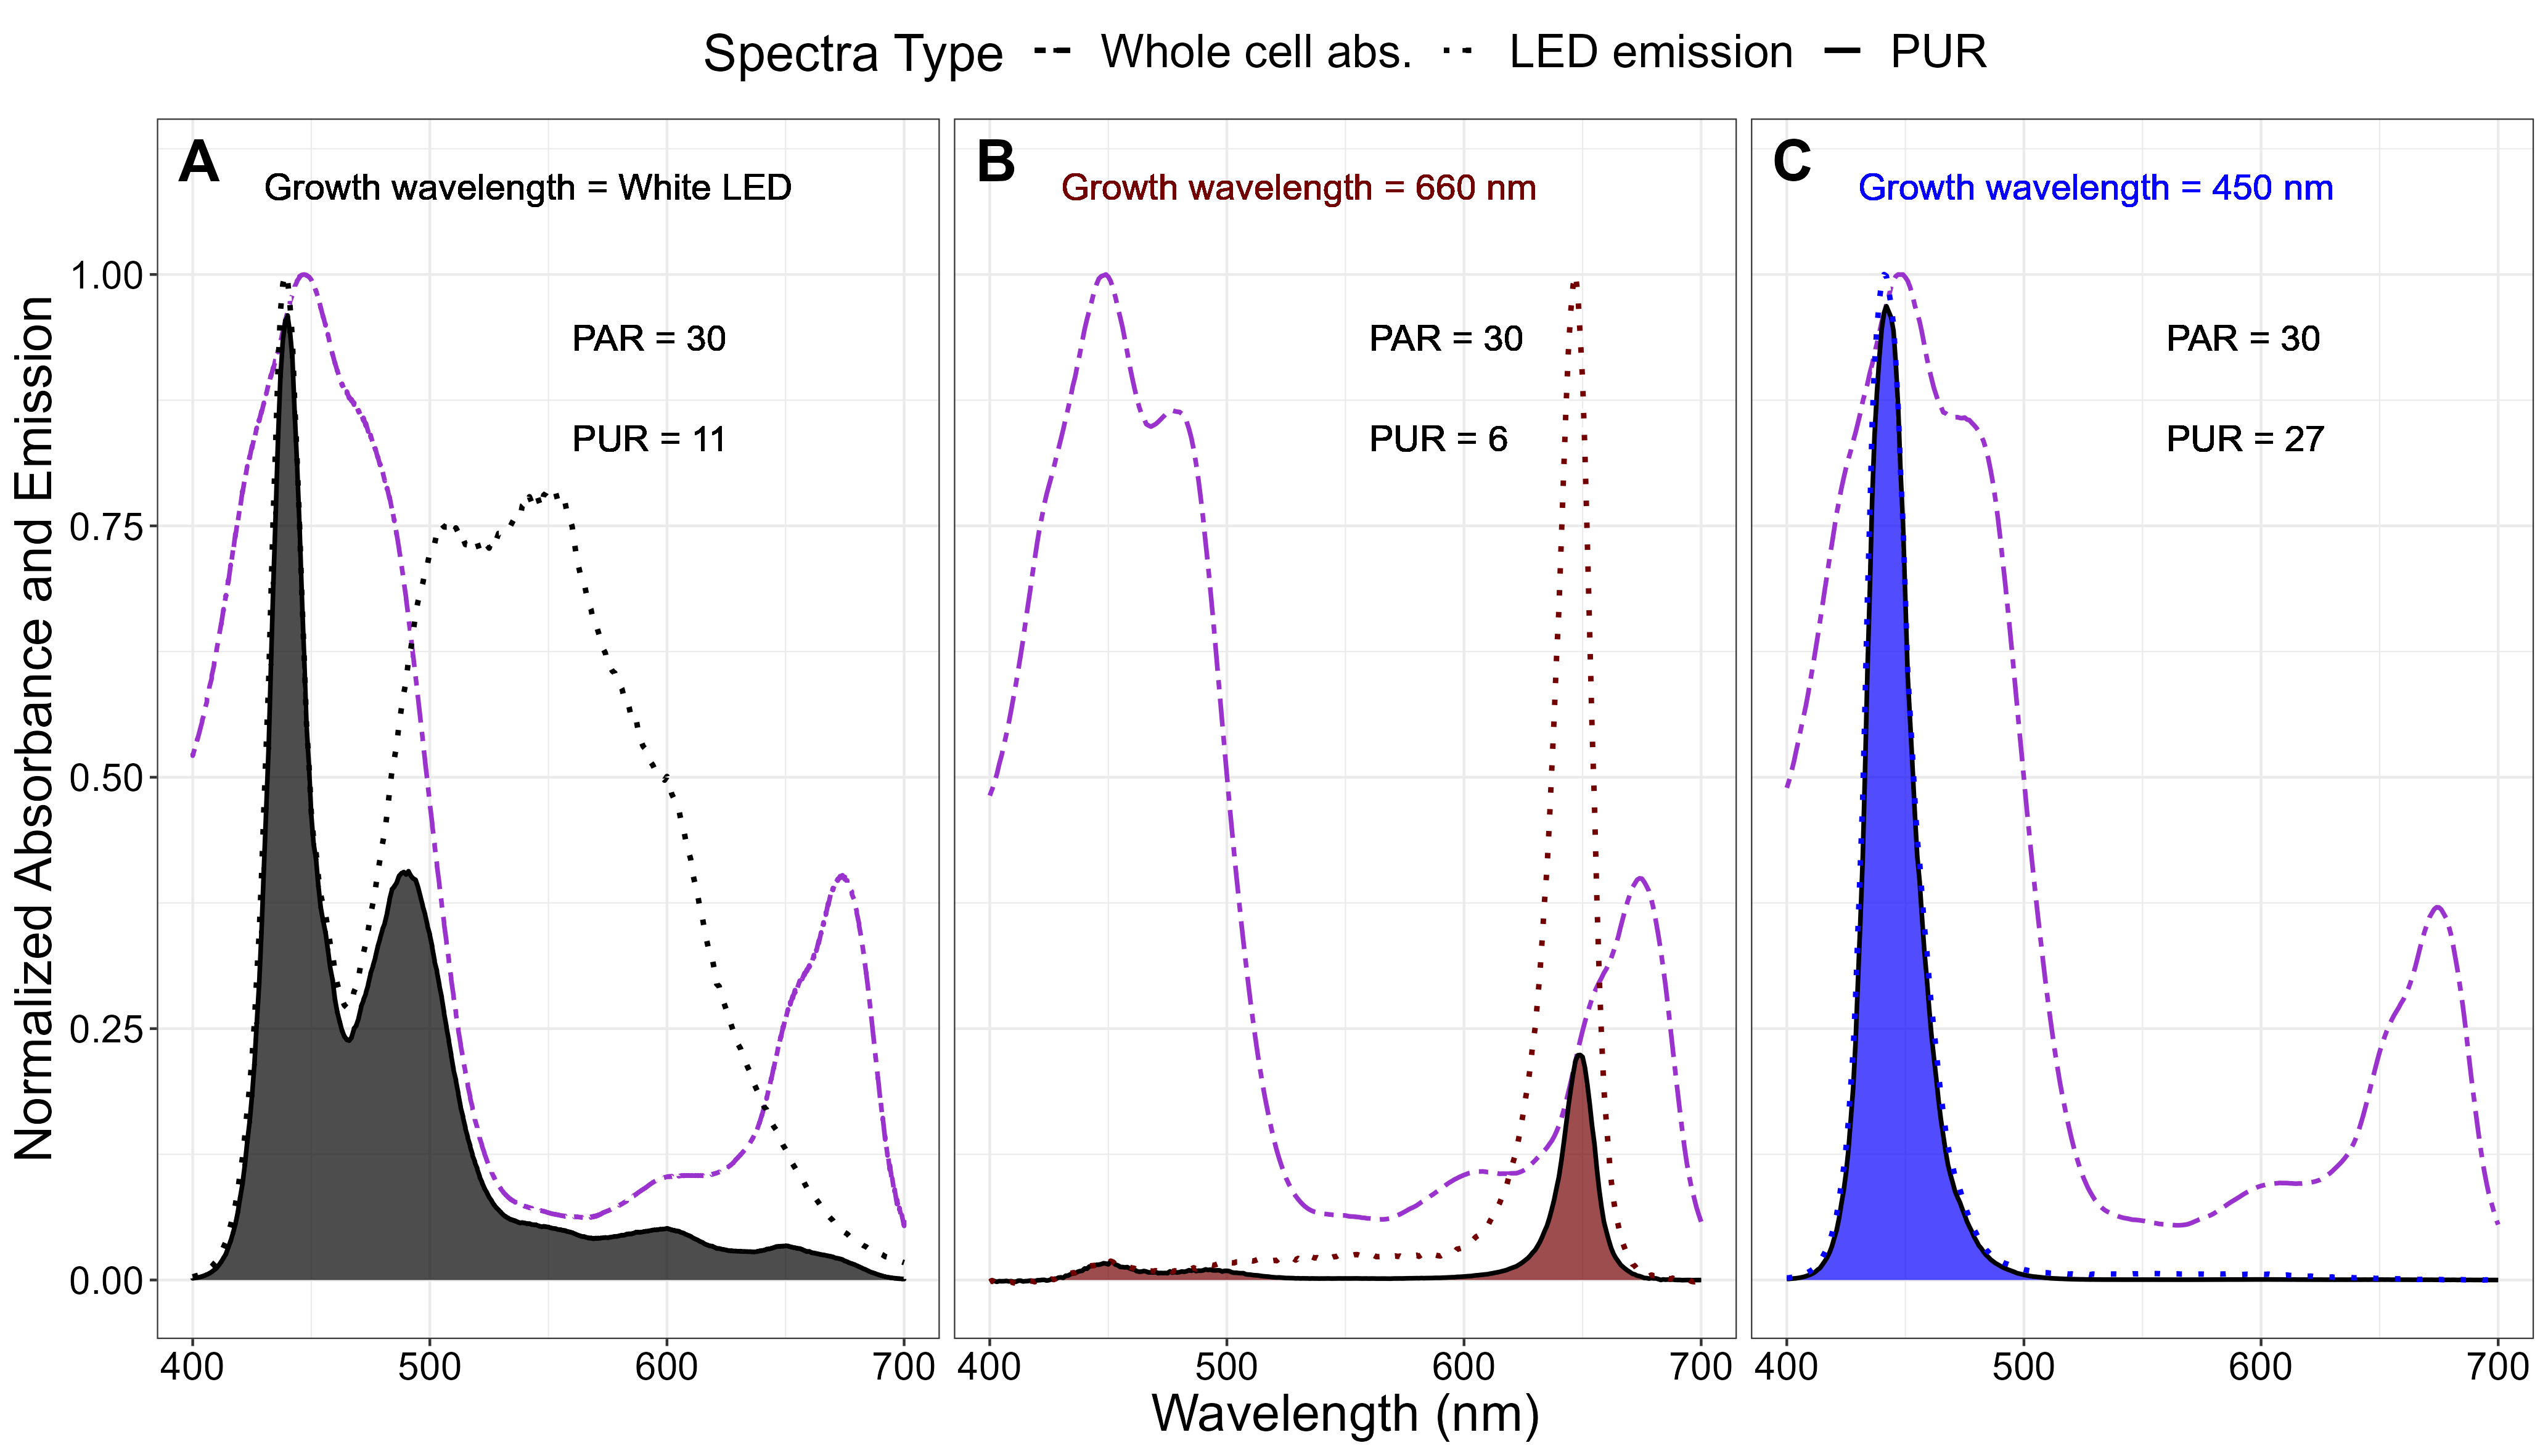 Spectra Type Whole cell abs. LED emission PUR
A
Growth wavelength = White LED
PAR = 30
PUR = 11
B
Growth wavelength = 660 nm
PAR = 30
PUR = 6
C
Growth wavelength = 450 nm
PAR = 30
PUR = 27
Normalized Absorbance and Emission
1.00
0.75
0.50
0.25
0.00
400 500 600 700
400 500 600 700
400 500 600 700
Wavelength (nm)